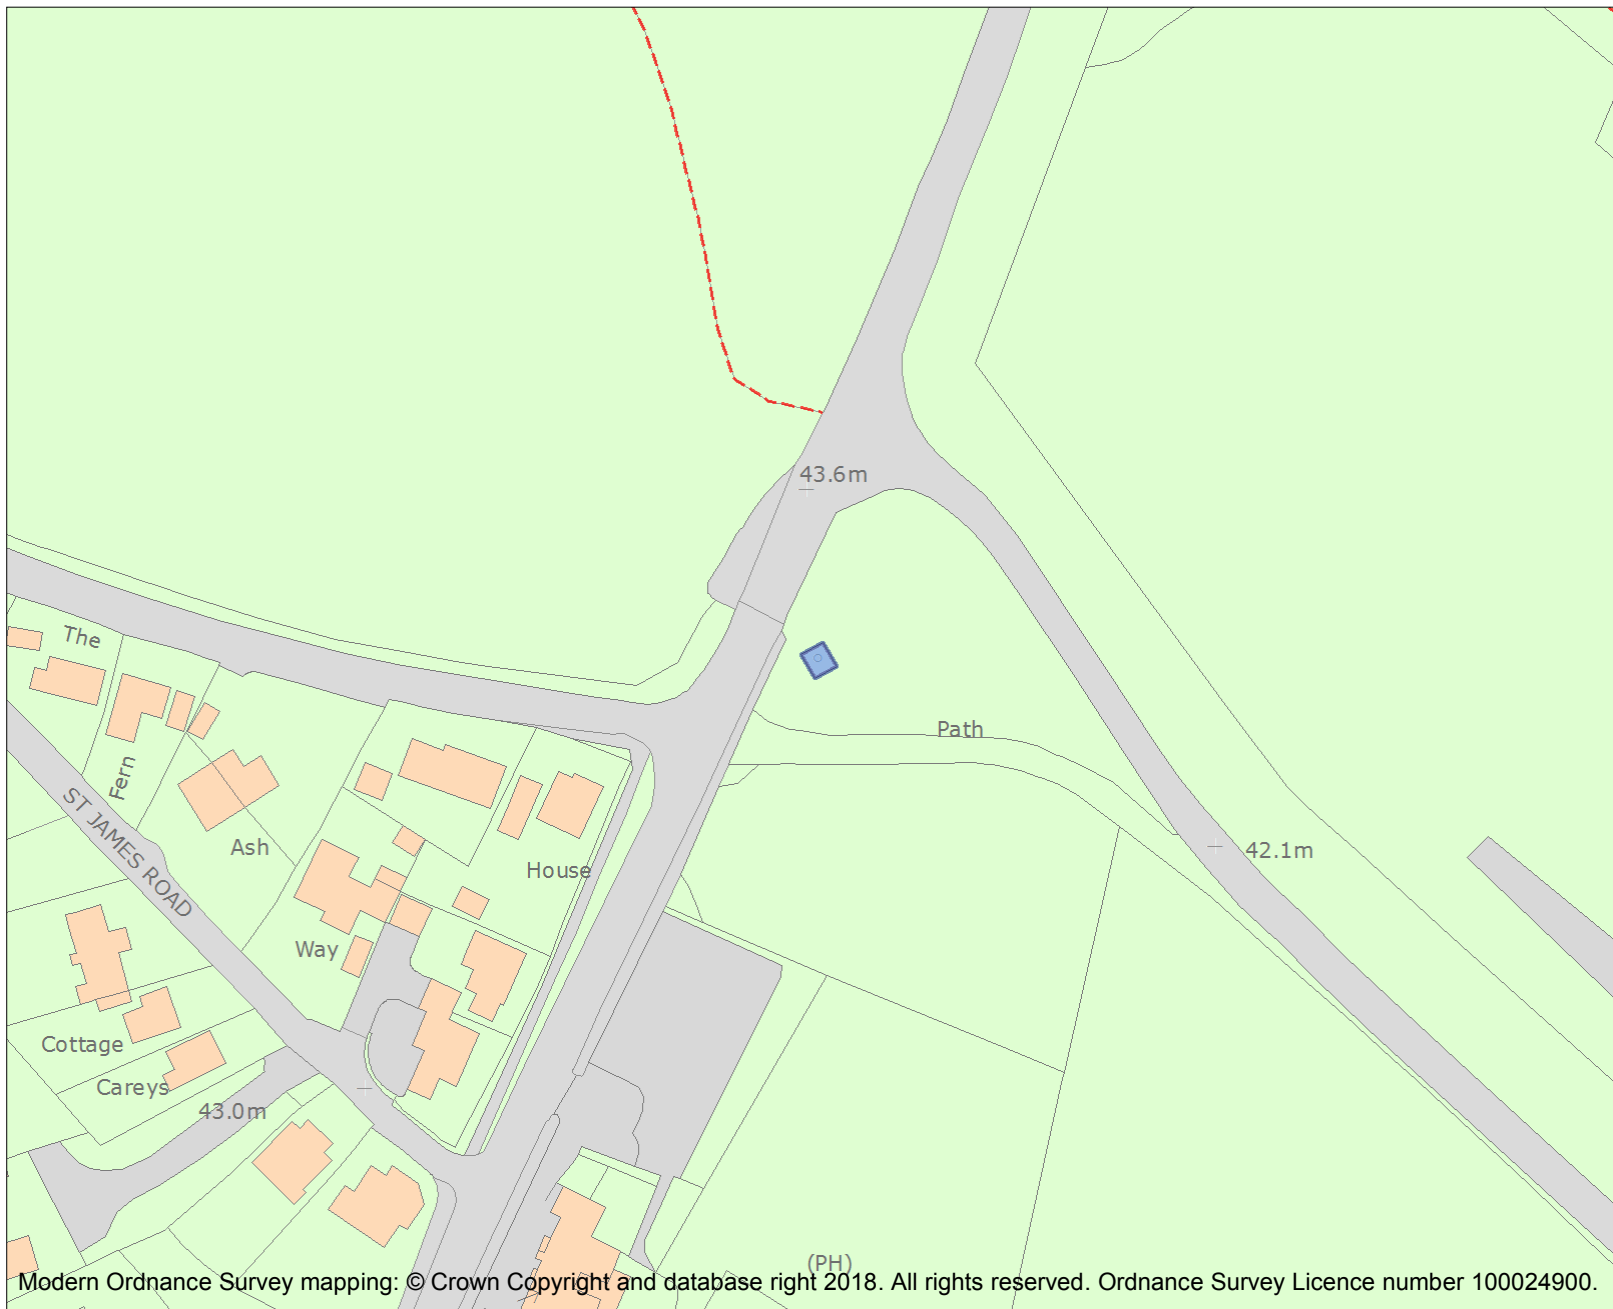 43.6m
The
Path
Fern
ST JAMES ROAD
Ash
42.1m
House
Way
Cottage
Careys
43.0m
(PH)
Modern Ordnance Survey mapping: © Crown Copyright and database right 2018. All rights reserved. Ordnance Survey Licence number 100024900.